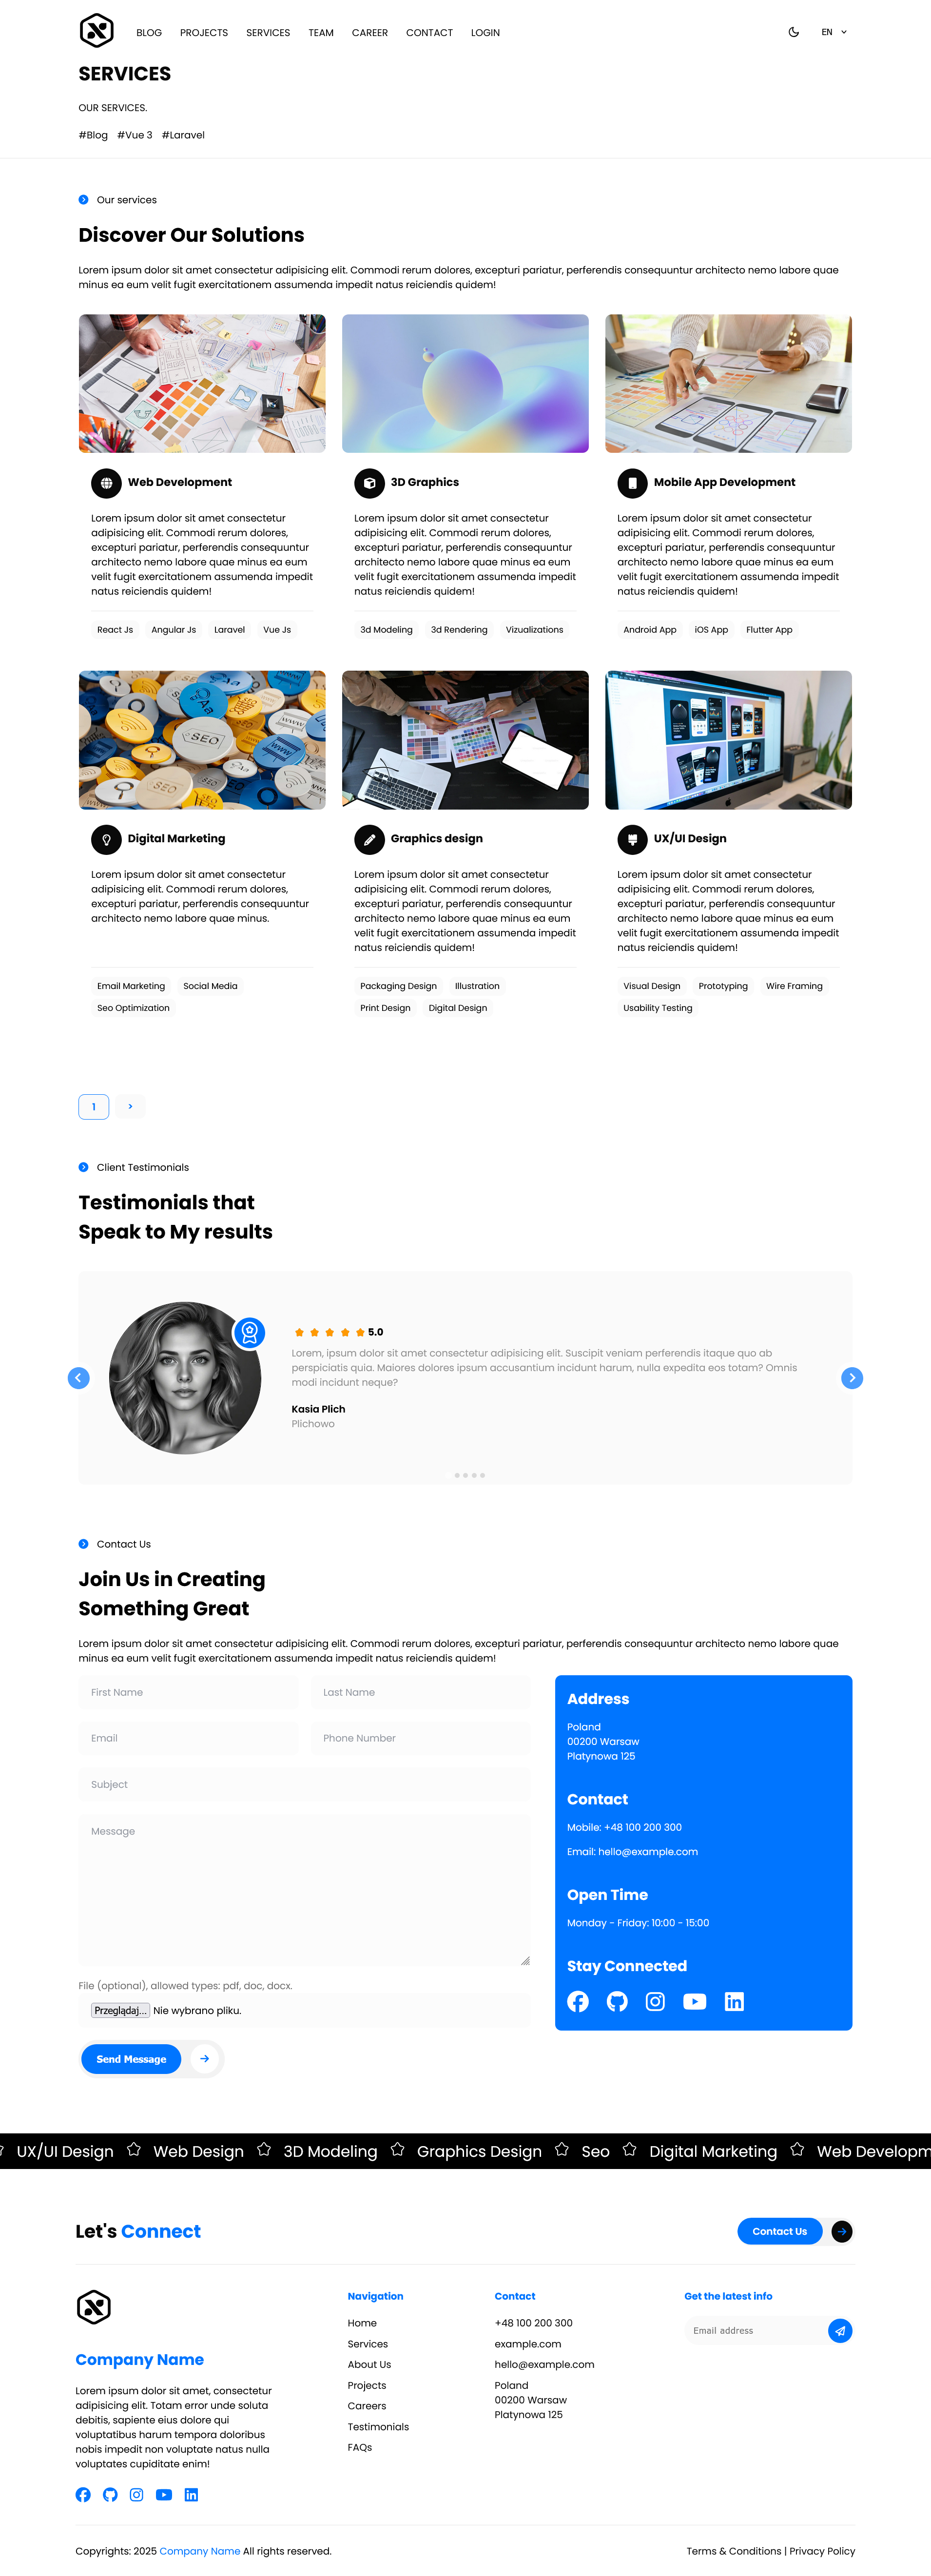 BLOG PROJECTS SERVICES TEAM CAREER CONTACT LOGIN EN
SERVICES
OUR SERVICES.
#Blog #Vue 3 #Laravel
Our services
Discover Our Solutions
Lorem ipsum dolor sit amet consectetur adipisicing elit. Commodi rerum dolores, excepturi pariatur, perferendis consequuntur architecto nemo labore quae
minus ea eum velit fugit exercitationem assumenda impedit natus reiciendis quidem!
Web Development
Lorem ipsum dolor sit amet consectetur
adipisicing elit. Commodi rerum dolores,
excepturi pariatur, perferendis consequuntur
architecto nemo labore quae minus ea eum
velit fugit exercitationem assumenda impedit
natus reiciendis quidem!
React Js Angular Js Laravel Vue Js
3D Graphics
Lorem ipsum dolor sit amet consectetur
adipisicing elit. Commodi rerum dolores,
excepturi pariatur, perferendis consequuntur
architecto nemo labore quae minus ea eum
velit fugit exercitationem assumenda impedit
natus reiciendis quidem!
3d Modeling 3d Rendering Vizualizations
Mobile App Development
Lorem ipsum dolor sit amet consectetur
adipisicing elit. Commodi rerum dolores,
excepturi pariatur, perferendis consequuntur
architecto nemo labore quae minus ea eum
velit fugit exercitationem assumenda impedit
natus reiciendis quidem!
Android App iOS App Flutter App
Aa
SEO
WWW
SEO
Digital Marketing
Lorem ipsum dolor sit amet consectetur
adipisicing elit. Commodi rerum dolores,
excepturi pariatur, perferendis consequuntur
architecto nemo labore quae minus.
Email Marketing Social Media
Seo Optimization
Graphics design
Lorem ipsum dolor sit amet consectetur
adipisicing elit. Commodi rerum dolores,
excepturi pariatur, perferendis consequuntur
architecto nemo labore quae minus ea eum
velit fugit exercitationem assumenda impedit
natus reiciendis quidem!
Packaging Design Illustration
Print Design Digital Design
UX/UI Design
Lorem ipsum dolor sit amet consectetur
adipisicing elit. Commodi rerum dolores,
excepturi pariatur, perferendis consequuntur
architecto nemo labore quae minus ea eum
velit fugit exercitationem assumenda impedit
natus reiciendis quidem!
Visual Design Prototyping Wire Framing
Usability Testing
1 >
Client Testimonials
Testimonials that
Speak to My results
5.0
Lorem, ipsum dolor sit amet consectetur adipisicing elit. Suscipit veniam perferendis itaque quo ab
perspiciatis quia. Maiores dolores ipsum accusantium incidunt harum, nulla expedita eos totam? Omnis
modi incidunt neque?
Kasia Plich
Plichowo
Contact Us
Join Us in Creating
Something Great
Lorem ipsum dolor sit amet consectetur adipisicing elit. Commodi rerum dolores, excepturi pariatur, perferendis consequuntur architecto nemo labore quae
minus ea eum velit fugit exercitationem assumenda impedit natus reiciendis quidem!
First Name Last Name
Email Phone Number
Subject
Message
File (optional), allowed types: pdf, doc, docx.
Przeglądaj... Nie wybrano pliku.
Send Message
Address
Poland
00200 Warsaw
Platynowa 125
Contact
Mobile: +48 100 200 300
Email: hello@example.com
Open Time
Monday - Friday: 10:00 - 15:00
Stay Connected
UX/UI Design Web Design 3D Modeling Graphics Design Seo Digital Marketing Web Developm
Let's Connect
Contact Us
Company Name
Lorem ipsum dolor sit amet, consectetur
adipisicing elit. Totam error unde soluta
debitis, sapiente eius dolore qui
voluptatibus harum tempora doloribus
nobis impedit non voluptate natus nulla
voluptates cupiditate enim!
Navigation
Home
Services
About Us
Projects
Careers
Testimonials
FAQs
Contact
+48 100 200 300
example.com
hello@example.com
Poland
00200 Warsaw
Platynowa 125
Get the latest info
Email address
Copyrights: 2025 Company Name All rights reserved.
Terms & Conditions | Privacy Policy